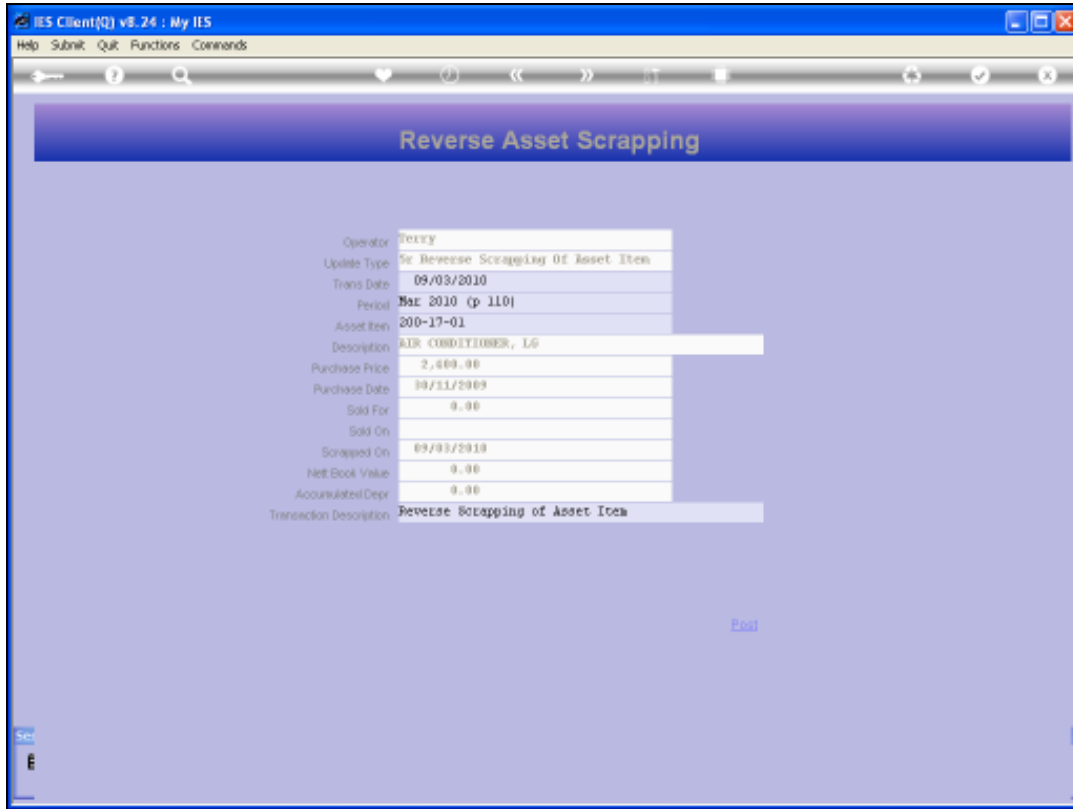 IES Client(Q) v8.24 : My IES
Help Submit Quit Functions Commands
Reverse Asset Scrapping
Operator Terry
Update Type 5r Reverse Scrapping Of Asset Item
Trans Date 09/03/2010
Period Mar 2010 (p 110)
Asset Item 200-17-01
Description AIR CONDITIONER, LG
Purchase Price 2,600.00
Purchase Date 30/11/2009
Sold For 0.00
Sold On
Scrapped On 09/03/2010
Nett Book Value 0.00
Accumulated Depr 0.00
Transaction Description Reverse Scrapping of Asset Item
Post
Ses